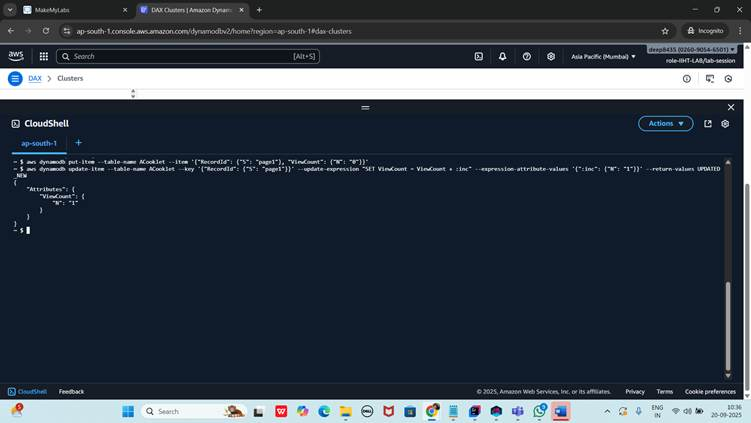 MakeMyLabs
DAX Clusters | Amazon Dynamo
ap-south-1.console.aws.amazon.com/dynamodbv2/home?region=ap-south-1#dax-clusters
Incognito
deep8435 (0260-9054-6501)
aws
Search
[Alt+S]
Asia Pacific (Mumbai)
role-IIHT-LAB/lab-session
DAX
Clusters
CloudShell
Actions
ap-south-1
~ $ aws dynamodb put-item --table-name ACooklet --item '{"RecordId": {"S": "page1"}, "ViewCount": {"N": "0"}}'
~ $ aws dynamodb update-item --table-name ACooklet --key '{"RecordId": {"S": "page1"}}' --update-expression "SET ViewCount = ViewCount + :inc" --expression-attribute-values '{":inc": {"N": "1"}}' --return-values UPDATED
_NEW
{
"Attributes": {
"ViewCount": {
"N": "1"
}
}
}
~ $
CloudShell
Feedback
© 2025, Amazon Web Services, Inc. or its affiliates.
Privacy
Terms
Cookie preferences
Search
ENG
IN
10:36
20-09-2025